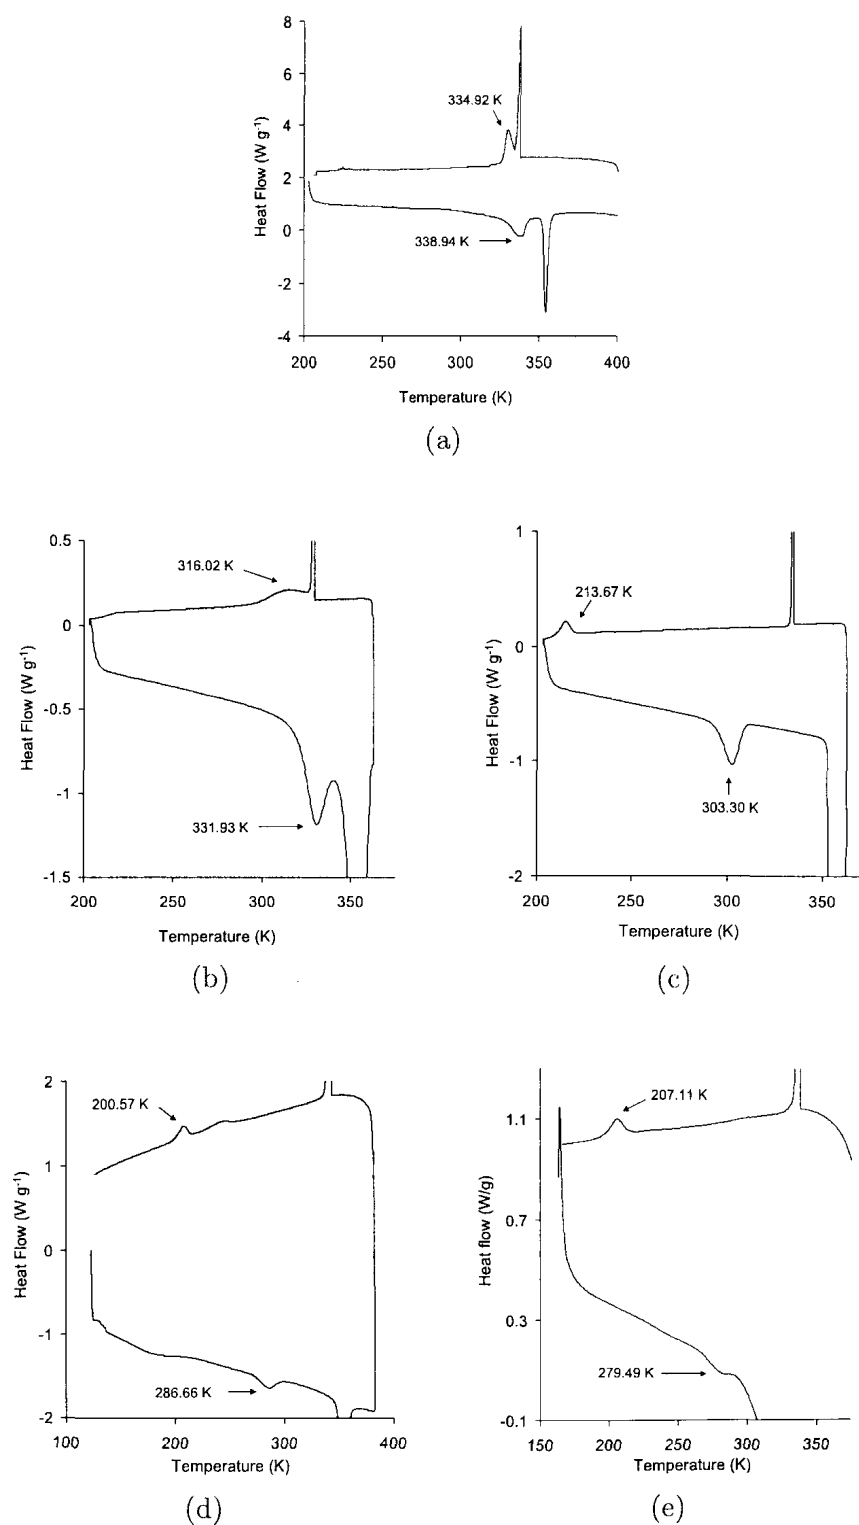 8
6
4
2
0
-2
-4
Heat Flow (W g⁻¹)
334.92 K
338.94 K
200 250 300 350 400
Temperature (K)
(a)
0.5
0
-0.5
-1
-1.5
Heat Flow (W g⁻¹)
316.02 K
331.93 K
200 250 300 350
Temperature (K)
(b)
1
0
-1
-2
Heat Flow (W g⁻¹)
213.67 K
303.30 K
200 250 300 350
Temperature (K)
(c)
2
1
0
-1
-2
Heat Flow (W g⁻¹)
200.57 K
286.66 K
100 200 300 400
Temperature (K)
(d)
1.1
0.7
0.3
-0.1
Heat flow (W/g)
207.11 K
279.49 K
150 200 250 300 350
Temperature (K)
(e)